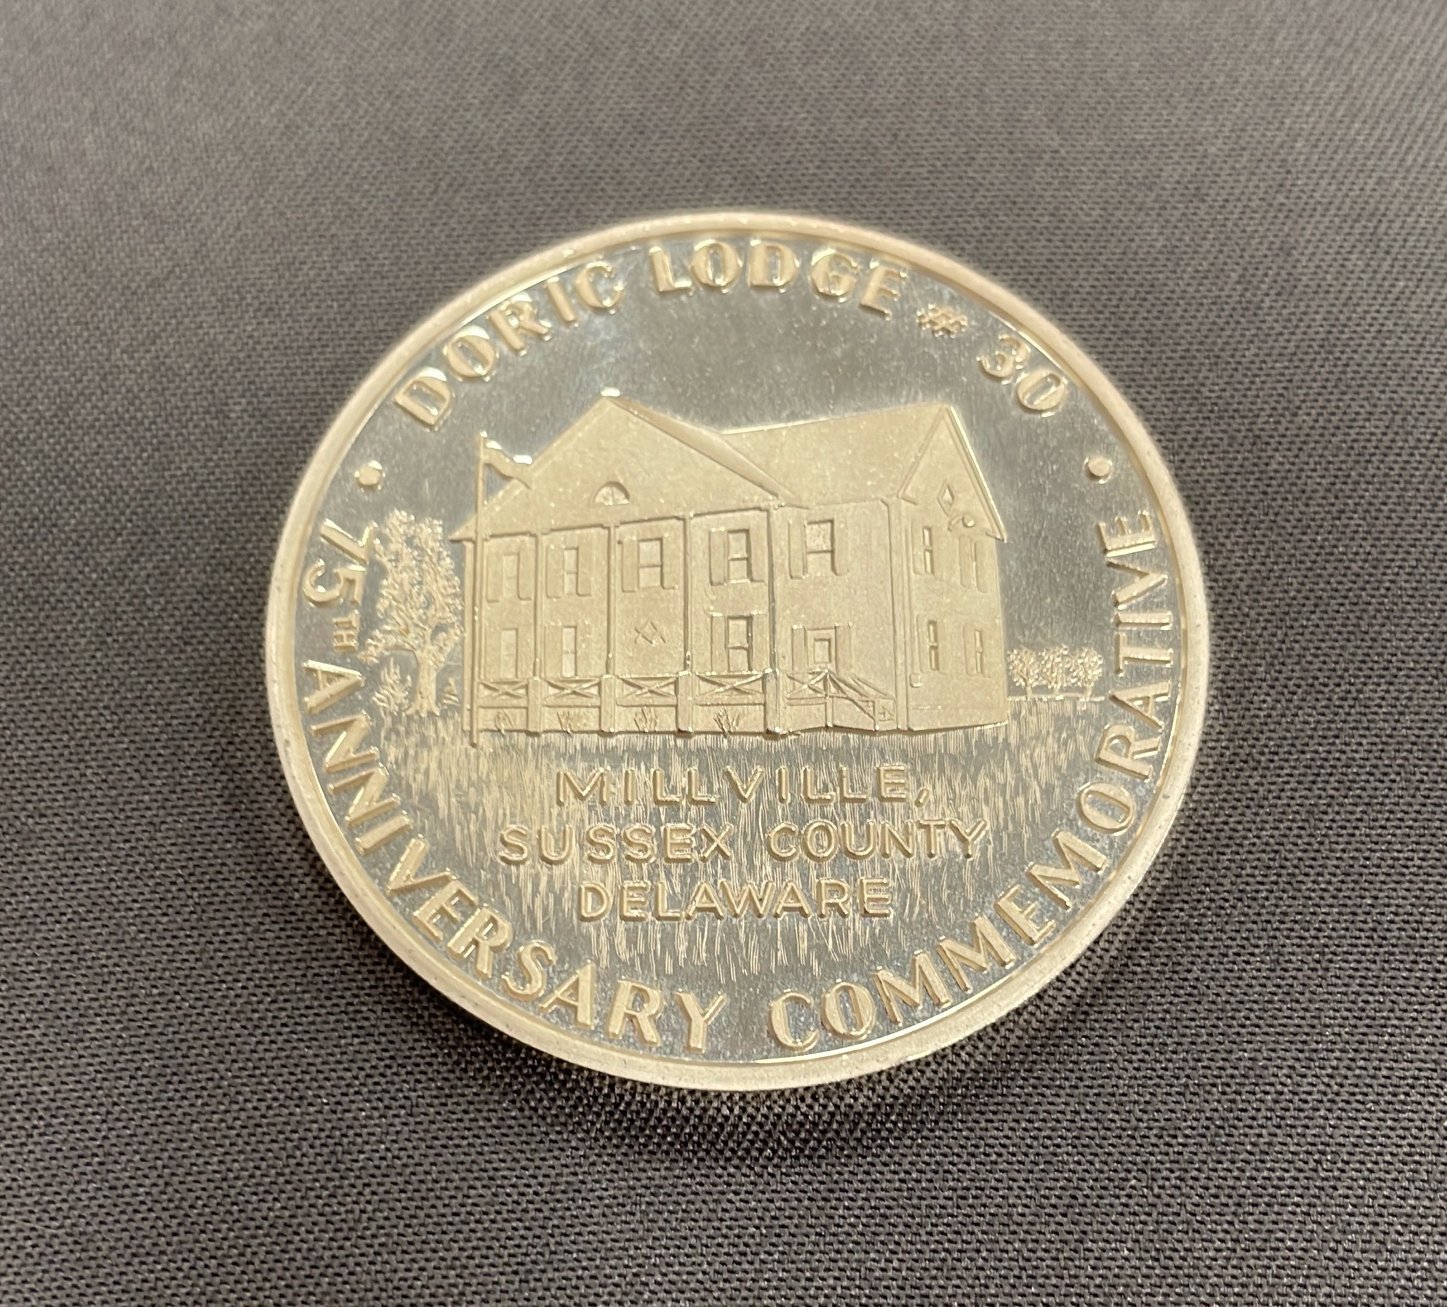 DORIC LODGE # 30
MILLVILLE,
SUSSEX COUNTY
DELAWARE
75TH ANNIVERSARY COMMEMORATIVE